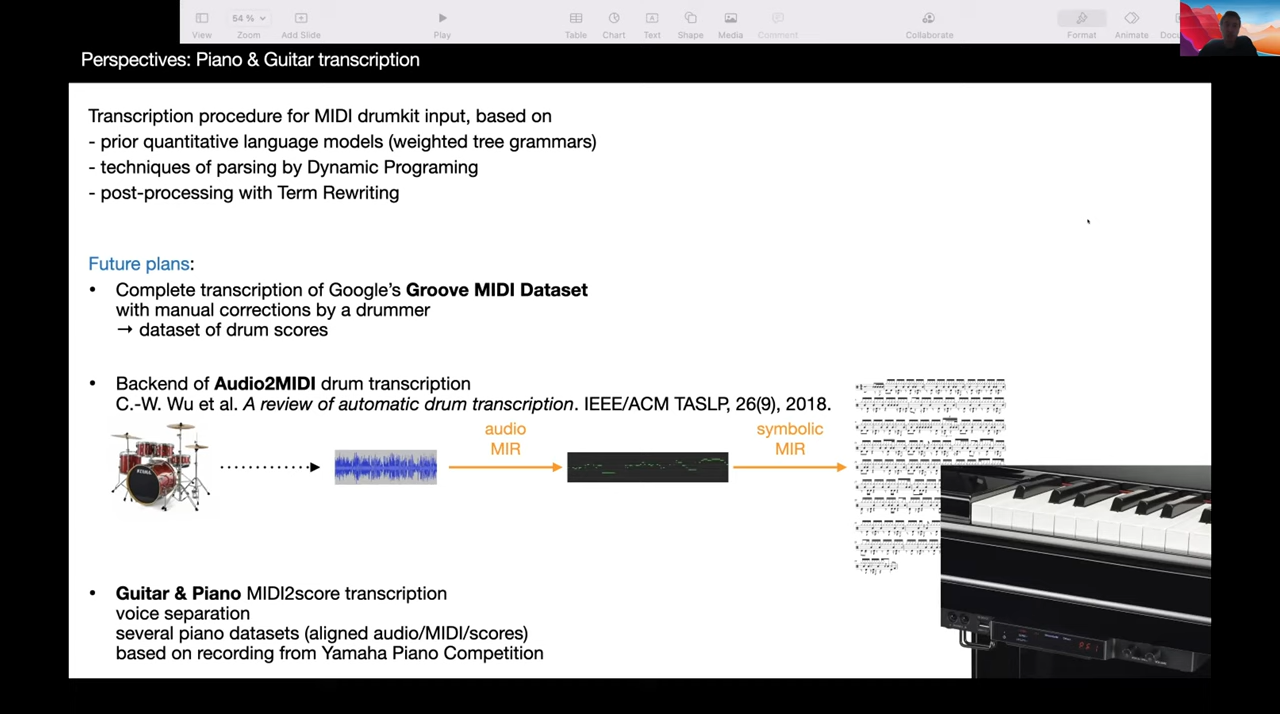 54 %
View
Zoom
Add Slide
Play
Table
Chart
Text
Shape
Media
Comment
Collaborate
Format
Animate
Perspectives: Piano & Guitar transcription
Transcription procedure for MIDI drumkit input, based on
- prior quantitative language models (weighted tree grammars)
- techniques of parsing by Dynamic Programing
- post-processing with Term Rewriting
Future plans:
• Complete transcription of Google's Groove MIDI Dataset
with manual corrections by a drummer
→ dataset of drum scores
• Backend of Audio2MIDI drum transcription
C.-W. Wu et al. A review of automatic drum transcription. IEEE/ACM TASLP, 26(9), 2018.
audio
MIR
symbolic
MIR
• Guitar & Piano MIDI2score transcription
voice separation
several piano datasets (aligned audio/MIDI/scores)
based on recording from Yamaha Piano Competition